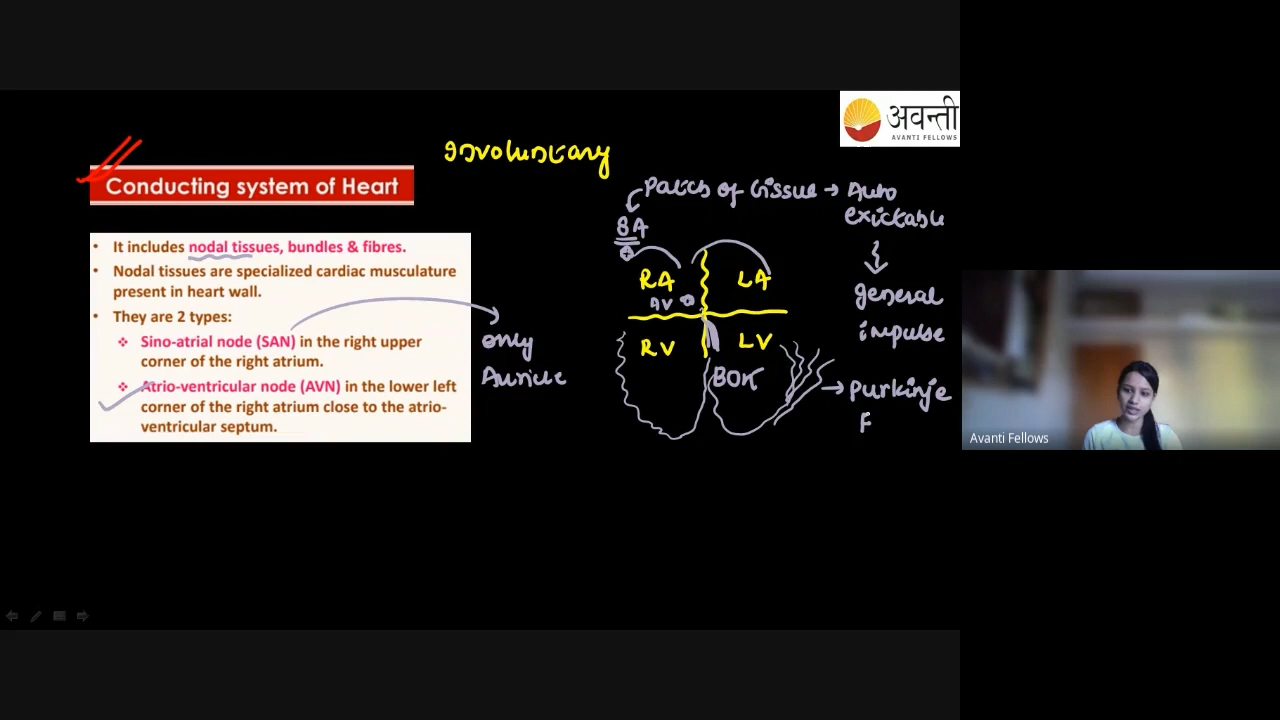 अवन्ती
AVANTI FELLOWS
Involuntary
Conducting system of Heart
• It includes nodal tissues, bundles & fibres.
• Nodal tissues are specialized cardiac musculature
present in heart wall.
• They are 2 types:
❖ Sino-atrial node (SAN) in the right upper
corner of the right atrium.
❖ Atrio-ventricular node (AVN) in the lower left
corner of the right atrium close to the atrio-
ventricular septum.
only
Auricle
Patch of tissue → Auto
exictable
general
impulse
SA
RA LA
AV
RV LV
BOK
→ Purkinje
F
Avanti Fellows